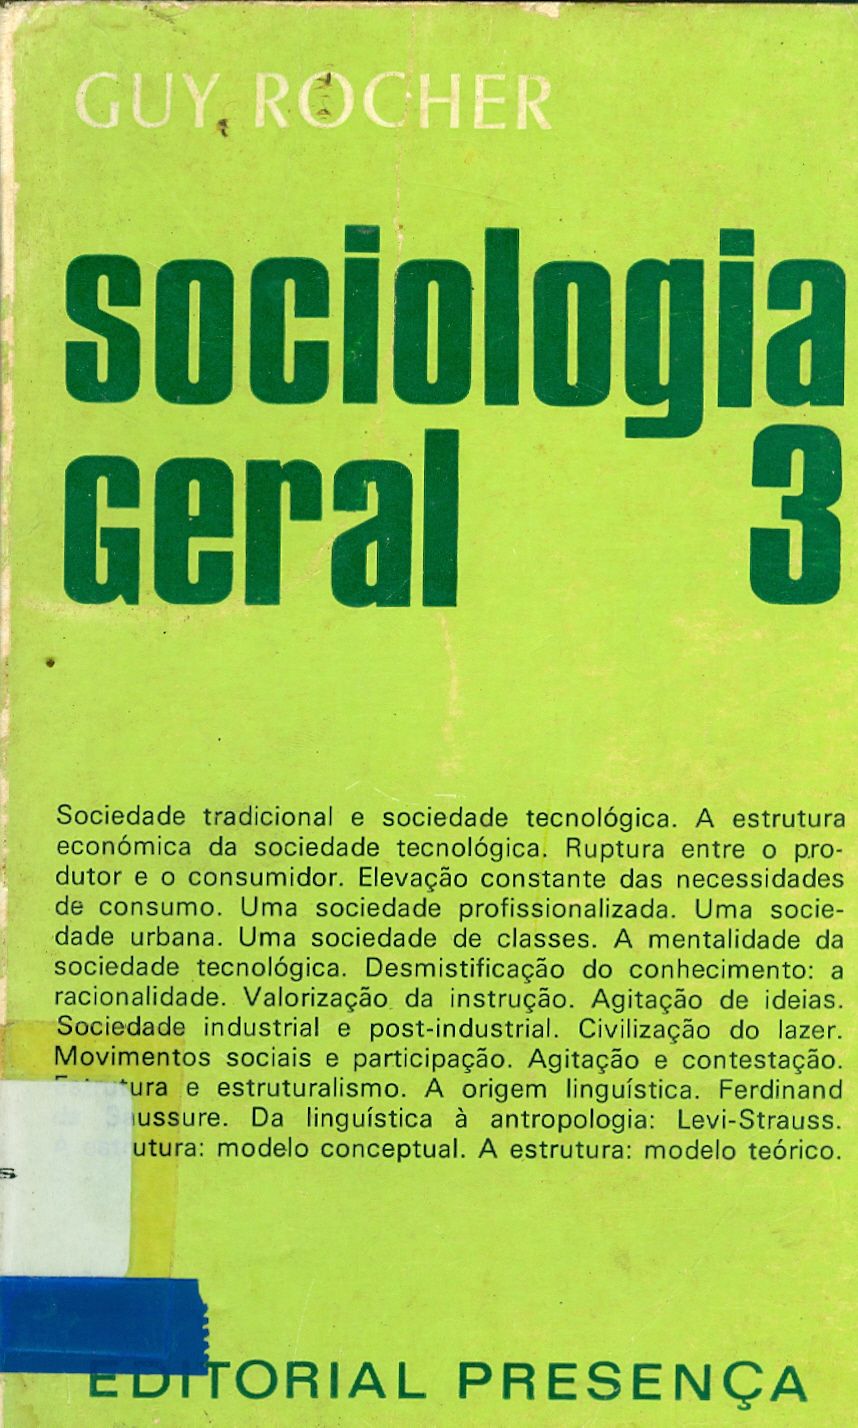 GUY ROCHER
sociologia
geral 3
Sociedade tradicional e sociedade tecnológica. A estrutura
económica da sociedade tecnológica. Ruptura entre o pro-
dutor e o consumidor. Elevação constante das necessidades
de consumo. Uma sociedade profissionalizada. Uma socie-
dade urbana. Uma sociedade de classes. A mentalidade da
sociedade tecnológica. Desmistificação do conhecimento: a
racionalidade. Valorização da instrução. Agitação de ideias.
Sociedade industrial e post-industrial. Civilização do lazer.
Movimentos sociais e participação. Agitação e contestação.
Estrutura e estruturalismo. A origem linguística. Ferdinand
de Saussure. Da linguística à antropologia: Levi-Strauss.
A estrutura: modelo conceptual. A estrutura: modelo teórico.
EDITORIAL PRESENÇA